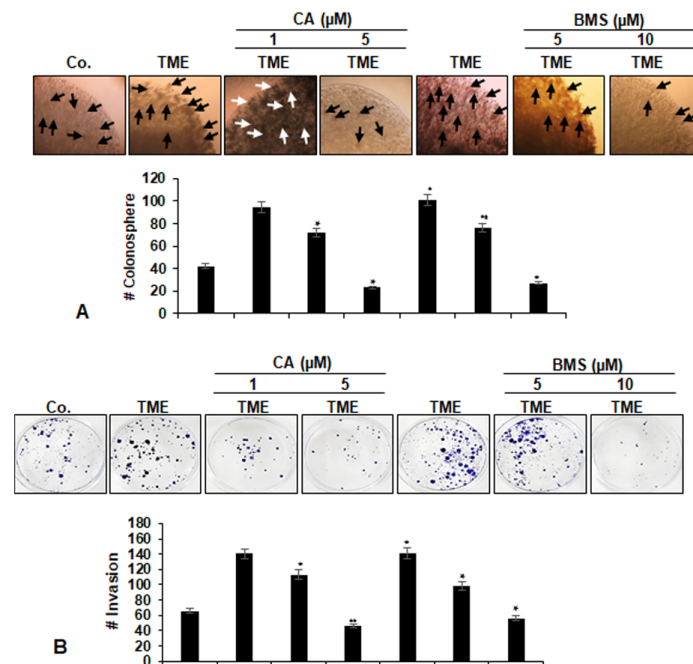 CA (µM)
BMS (µM)
1 5 5 10
Co. TME TME TME TME TME TME
120
100
80
60
40
20
0
# Colonosphere
* * * ** *
A
CA (µM)
BMS (µM)
1 5 5 10
Co. TME TME TME TME TME TME
180
160
140
120
100
80
60
40
20
0
# Invasion
* ** * * *
B